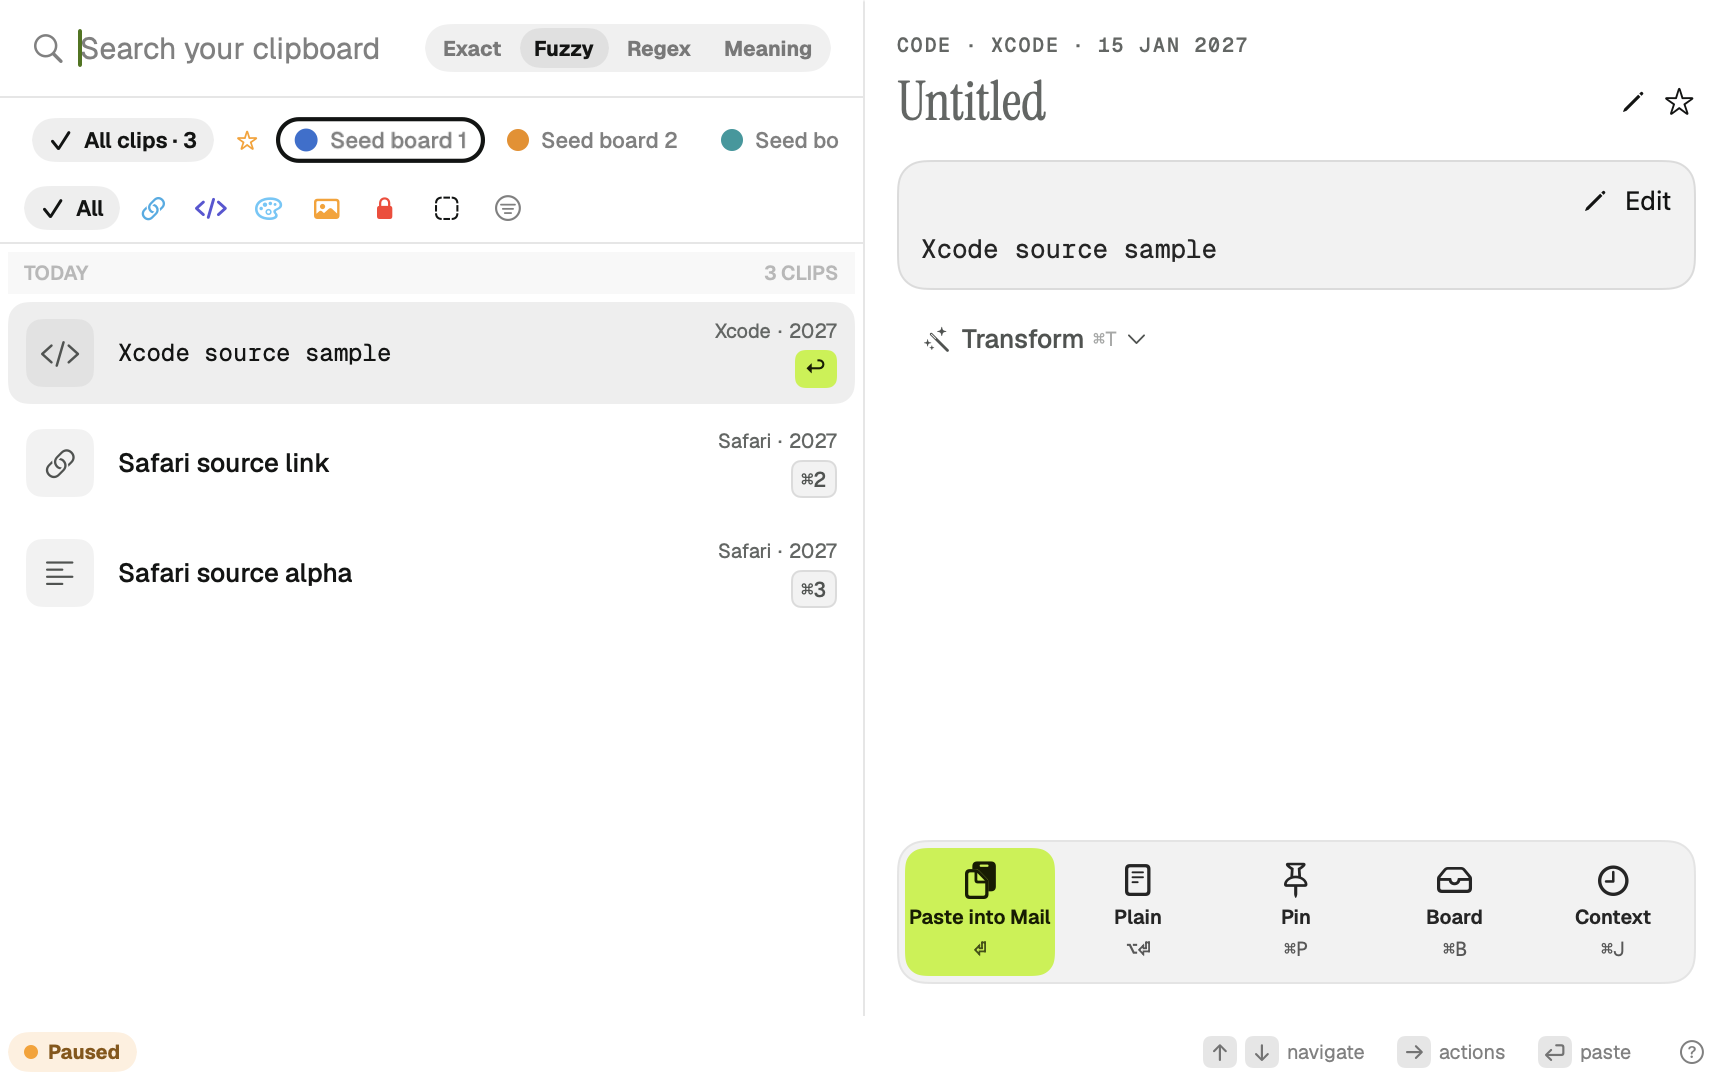 Search your clipboard
Exact Fuzzy Regex Meaning
All clips · 3 Seed board 1 Seed board 2 Seed bo
All
TODAY 3 CLIPS
Xcode source sample
Xcode · 2027
Safari source link
Safari · 2027
⌘2
Safari source alpha
Safari · 2027
⌘3
CODE · XCODE · 15 JAN 2027
Untitled
Edit
Xcode source sample
Transform ⌘T
Paste into Mail Plain Pin Board Context
⏎ ⌥⏎ ⌘P ⌘B ⌘J
Paused
↑ ↓ navigate → actions ↩ paste ?